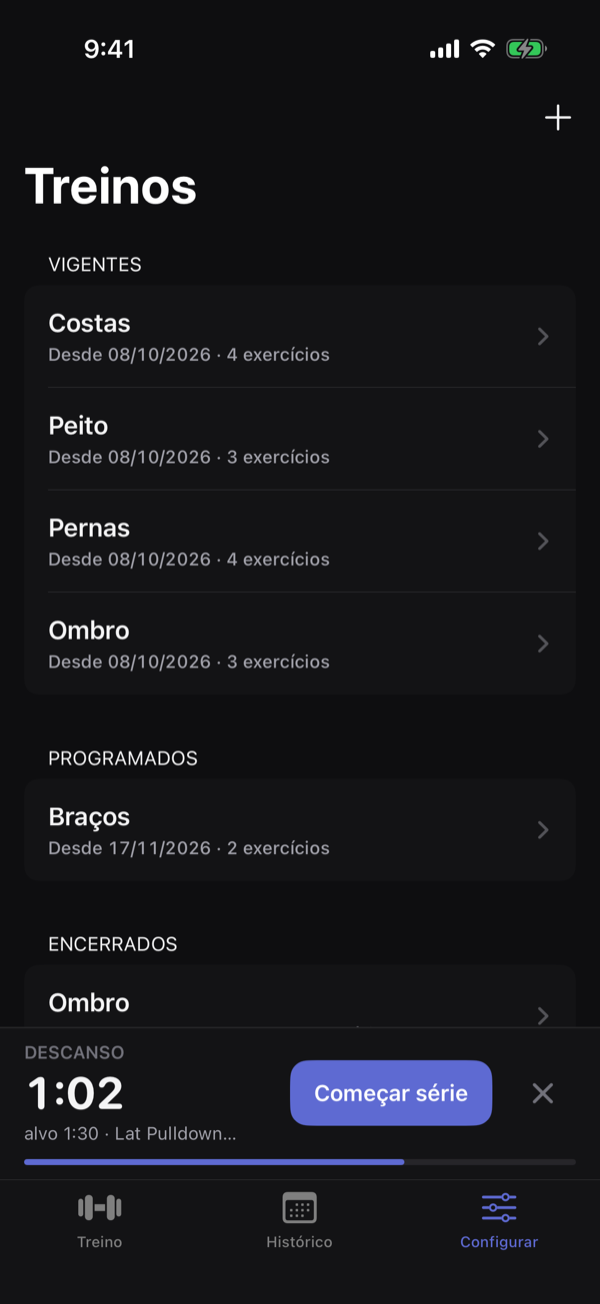 9:41
Treinos
VIGENTES
Costas
Desde 08/10/2026 · 4 exercícios
Peito
Desde 08/10/2026 · 3 exercícios
Pernas
Desde 08/10/2026 · 4 exercícios
Ombro
Desde 08/10/2026 · 3 exercícios
PROGRAMADOS
Braços
Desde 17/11/2026 · 2 exercícios
ENCERRADOS
Ombro
DESCANSO
1:02
Começar série
alvo 1:30 · Lat Pulldown...
Treino
Histórico
Configurar